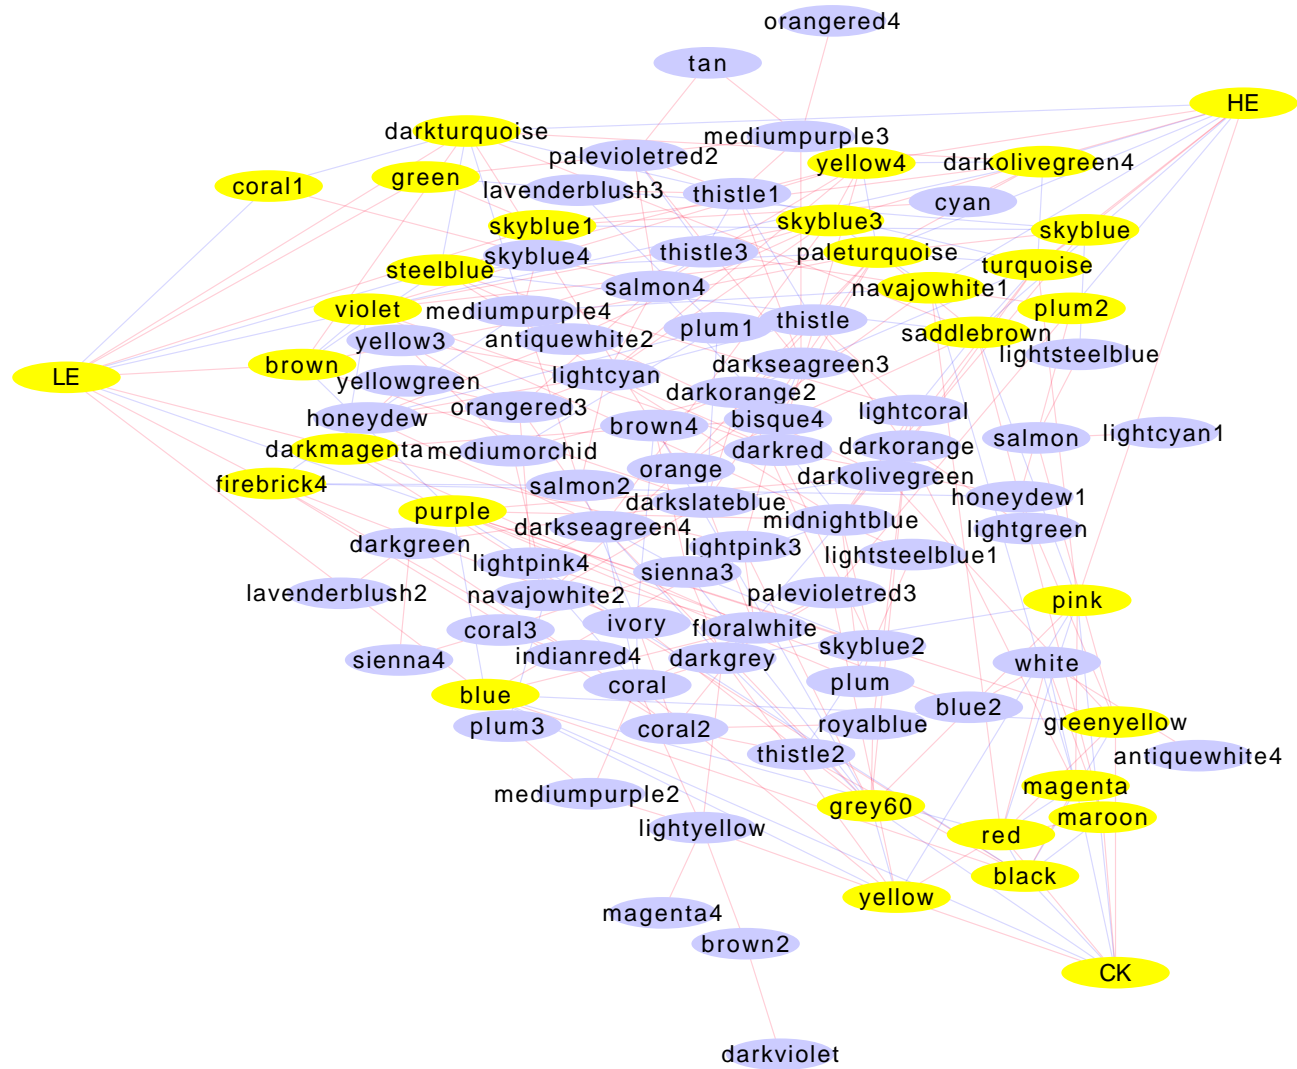 orangered4
tan
HE
darkturquoise
mediumpurple3
palevioletred2
yellow4
darkolivegreen4
coral1
green
lavenderblush3
thistle1
cyan
skyblue1
skyblue3
skyblue
skyblue4
thistle3
paleturquoise
steelblue
turquoise
salmon4
navajowhite1
violet
mediumpurple4
plum2
plum1
thistle
yellow3
antiquewhite2
saddlebrown
lightsteelblue
LE
brown
darkseagreen3
yellowgreen
lightcyan
darkorange2
honeydew
orangered3
lightcoral
brown4
bisque4
salmon
lightcyan1
darkmagenta
mediumorchid
darkred
darkorange
orange
darkolivegreen
firebrick4
salmon2
honeydew1
darkslateblue
purple
darkseagreen4
midnightblue
lightgreen
darkgreen
lightpink3
lightsteelblue1
lightpink4
sienna3
lavenderblush2
navajowhite2
palevioletred3
pink
coral3
ivory
floralwhite
skyblue2
sienna4
indianred4
darkgrey
white
blue
coral
plum
blue2
plum3
coral2
royalblue
greenyellow
thistle2
antiquewhite4
mediumpurple2
magenta
grey60
maroon
lightyellow
red
black
yellow
magenta4
brown2
CK
darkviolet